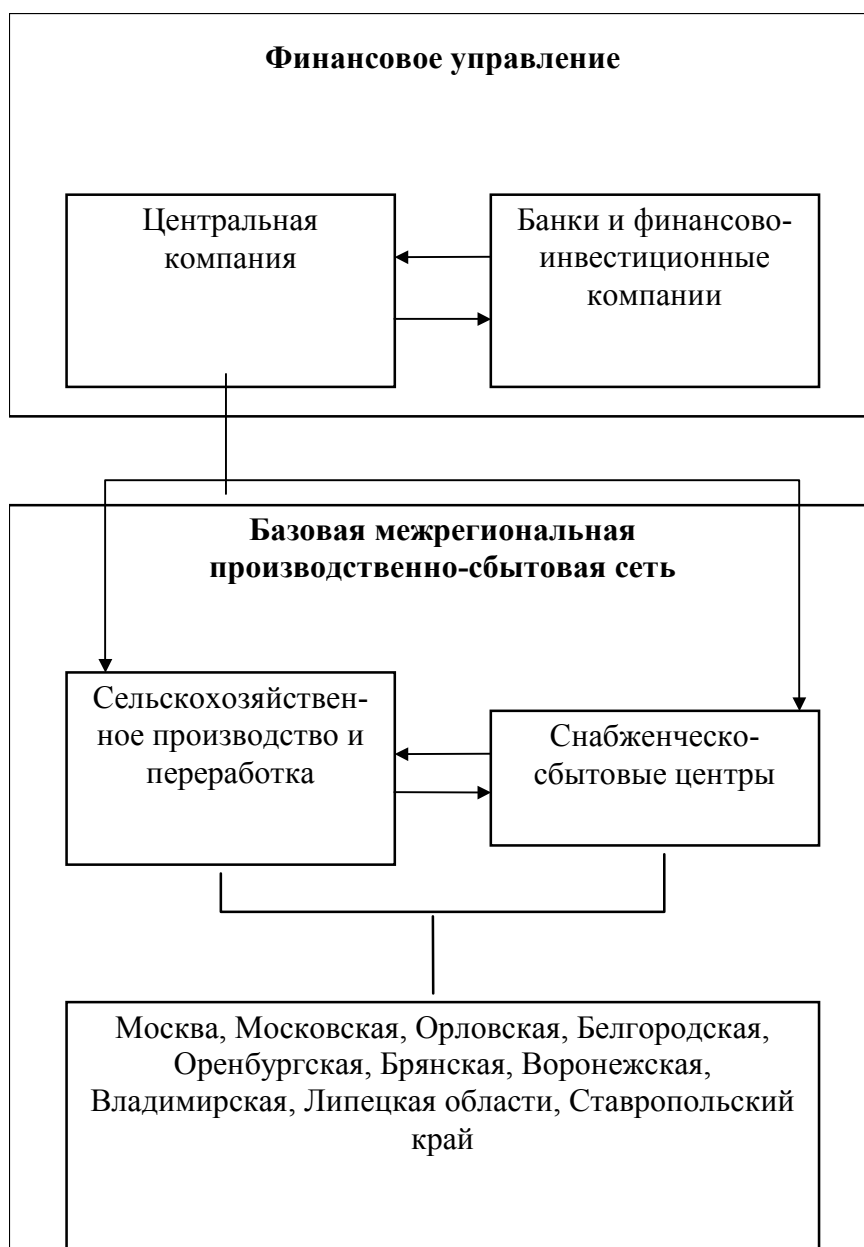 Финансовое управление
Центральная
компания
Банки и финансово-
инвестиционные
компании
Базовая межрегиональная
производственно-сбытовая сеть
Сельскохозяйствен-
ное производство и
переработка
Снабженческо-
сбытовые центры
Москва, Московская, Орловская, Белгородская,
Оренбургская, Брянская, Воронежская,
Владимирская, Липецкая области, Ставропольский
край